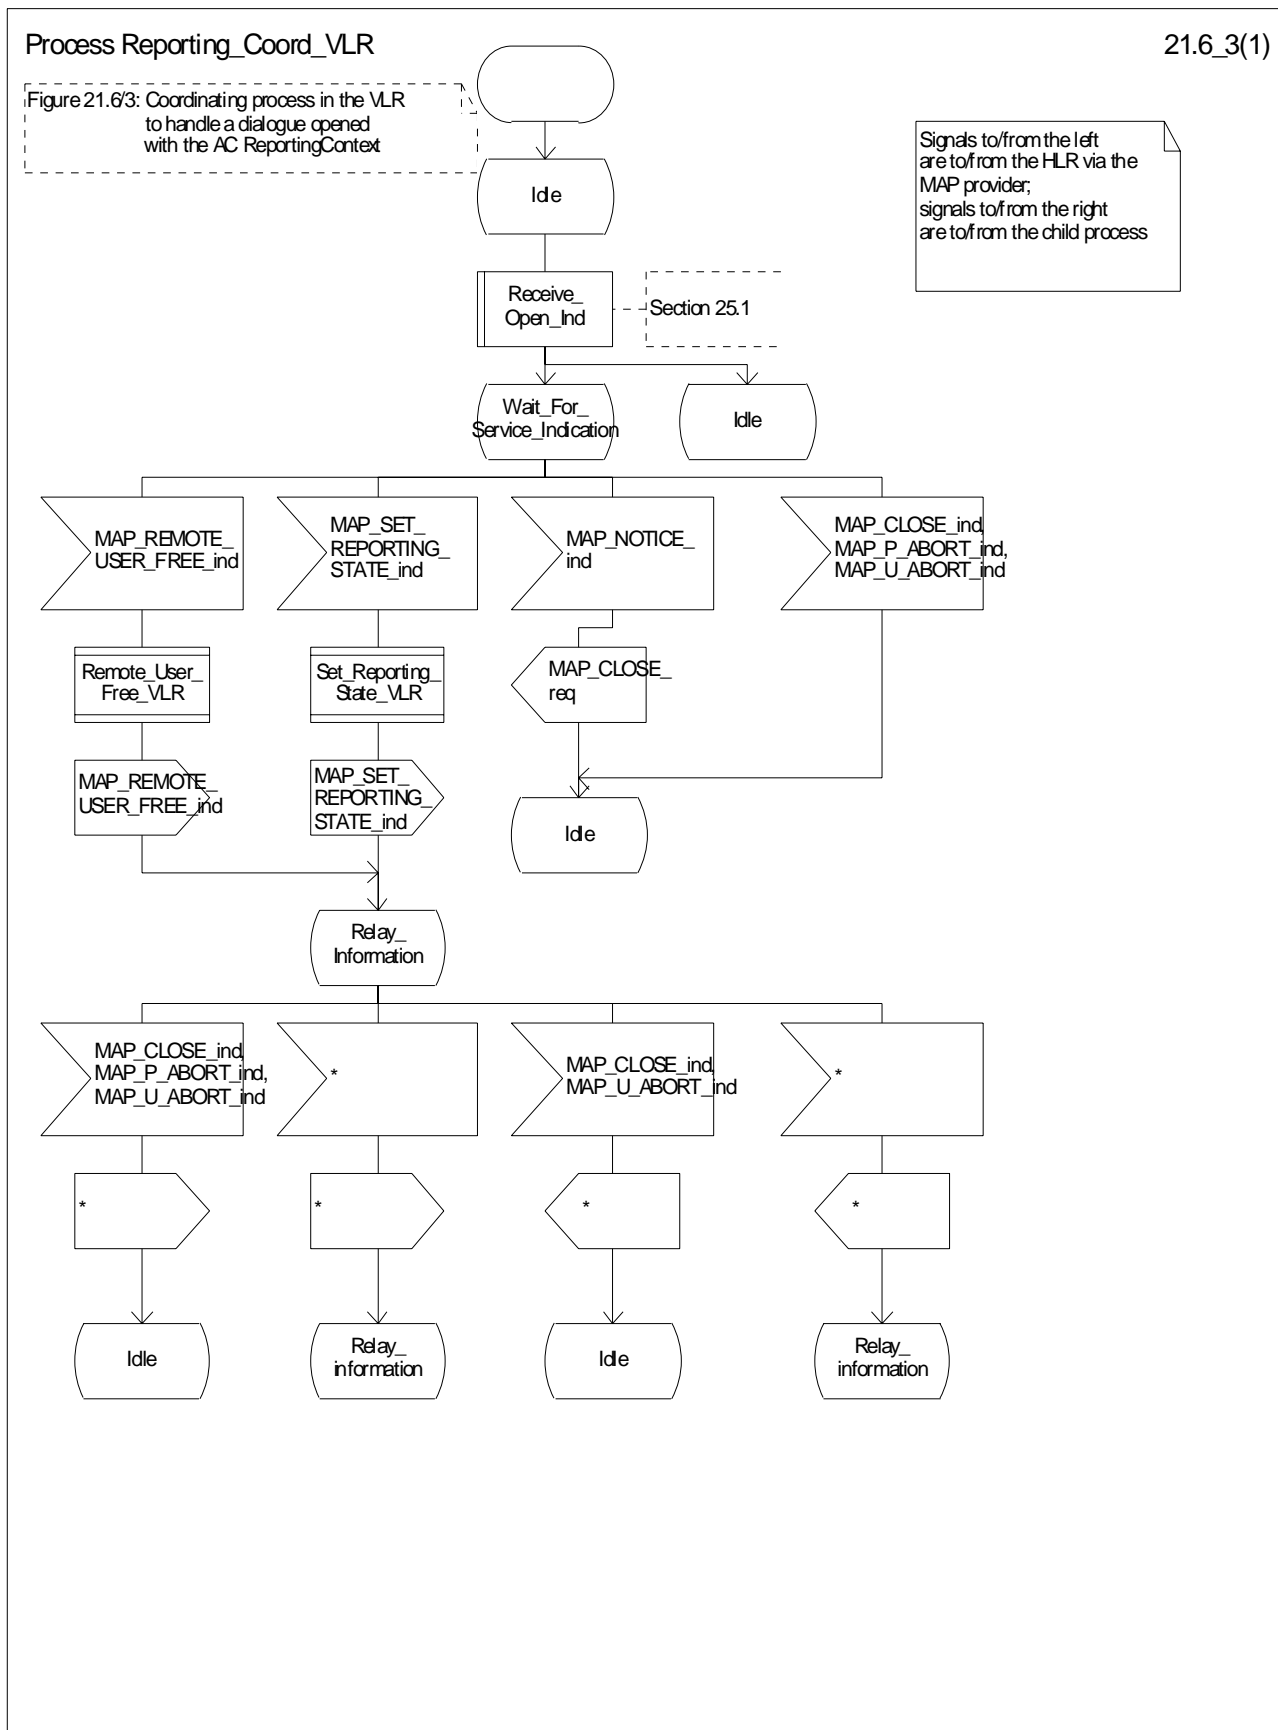 Process Reporting_Coord_VLR
21.6_3(1)
Figure 21.6/3: Coordinating process in the VLR
to handle a dialogue opened
with the AC ReportingContext
Signals to/from the left
are to/from the HLR via the
MAP provider;
signals to/from the right
are to/from the child process
Idle
Receive_
Open_Ind
Section 25.1
Wait_For_
Service_Indication
Idle
MAP_REMOTE_
USER_FREE_ind
MAP_SET_
REPORTING_
STATE_ind
MAP_NOTICE_
ind
MAP_CLOSE_ind,
MAP_P_ABORT_ind,
MAP_U_ABORT_ind
Remote_User_
Free_VLR
Set_Reporting_
State_VLR
MAP_CLOSE_
req
MAP_REMOTE_
USER_FREE_ind
MAP_SET_
REPORTING_
STATE_ind
Idle
Relay_
Information
MAP_CLOSE_ind,
MAP_P_ABORT_ind,
MAP_U_ABORT_ind
*
MAP_CLOSE_ind,
MAP_U_ABORT_ind
*
*
*
*
*
Idle
Relay_
information
Idle
Relay_
information